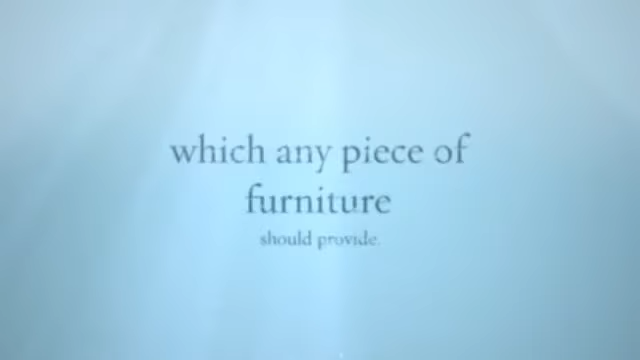 which any piece of
furniture
should provide.